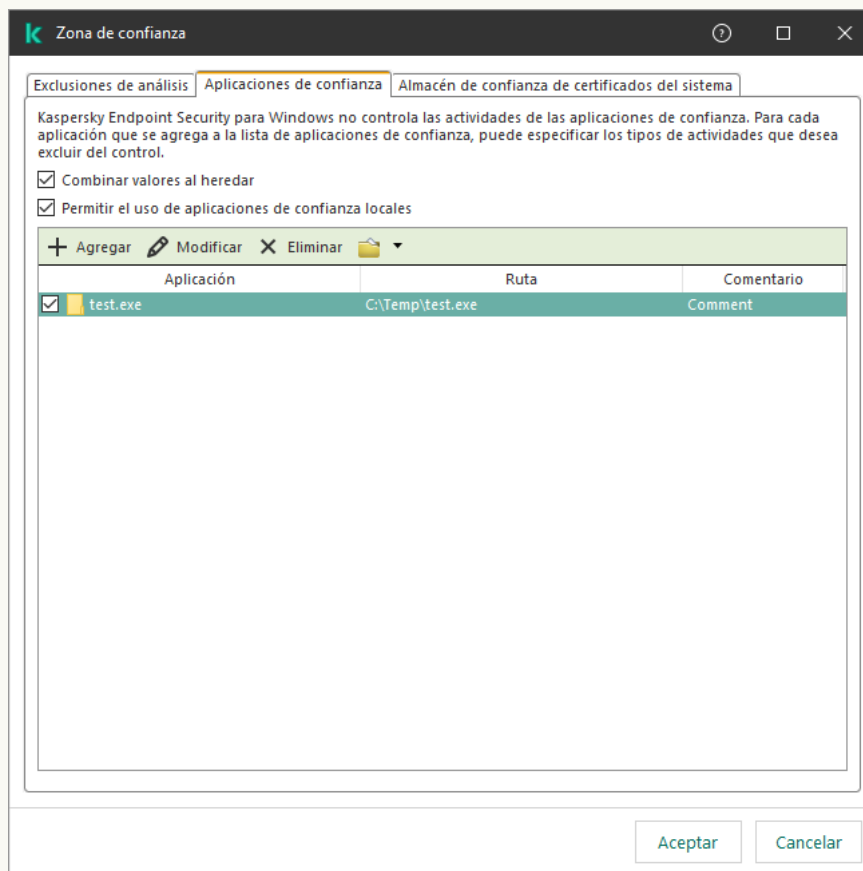 Zona de confianza
Exclusiones de análisis Aplicaciones de confianza Almacén de confianza de certificados del sistema
Kaspersky Endpoint Security para Windows no controla las actividades de las aplicaciones de confianza. Para cada
aplicación que se agrega a la lista de aplicaciones de confianza, puede especificar los tipos de actividades que desea
excluir del control.
Combinar valores al heredar
Permitir el uso de aplicaciones de confianza locales
Agregar Modificar Eliminar
Aplicación Ruta Comentario
test.exe C:\Temp\test.exe Comment
Aceptar Cancelar